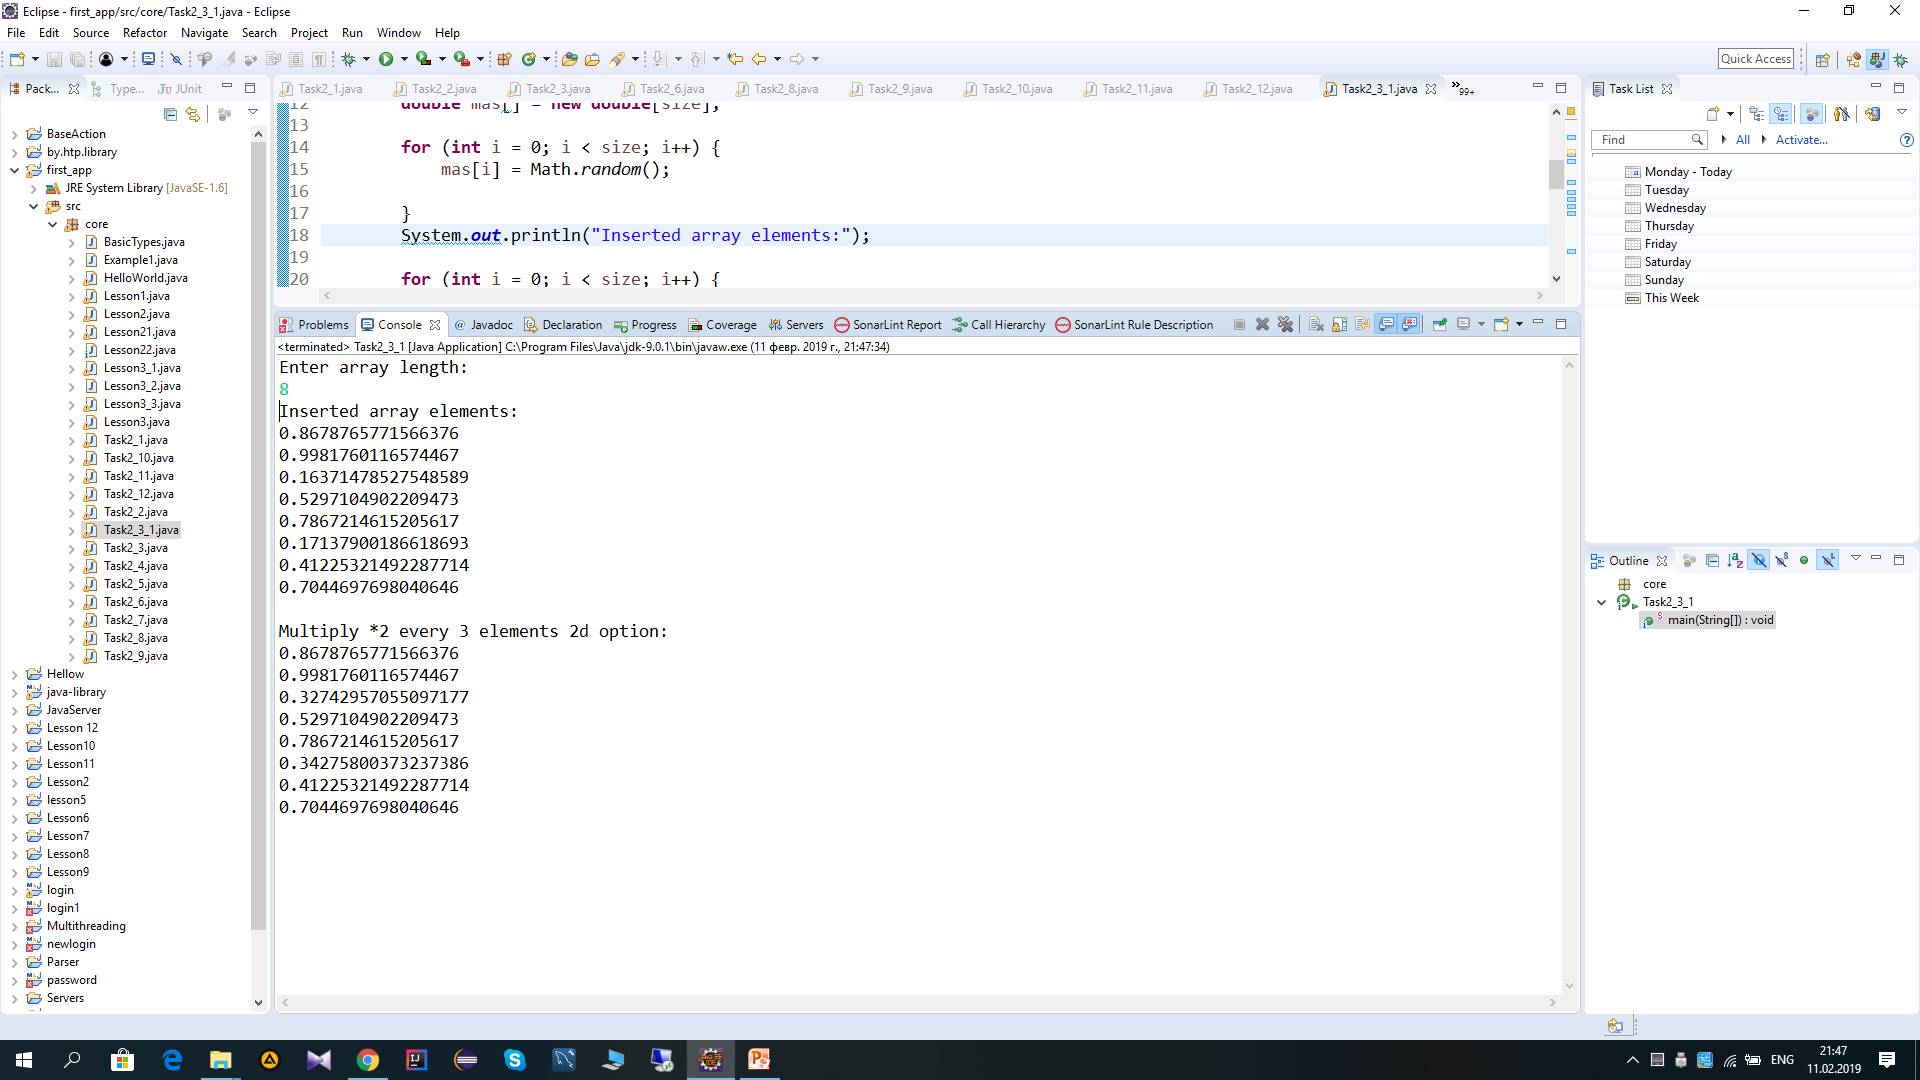 Eclipse - first_app/src/core/Task2_3_1.java - Eclipse
File Edit Source Refactor Navigate Search Project Run Window Help
Quick Access
Pack... Type... JUnit
BaseAction
by.htp.library
first_app
JRE System Library [JavaSE-1.6]
src
core
BasicTypes.java
Example1.java
HelloWorld.java
Lesson1.java
Lesson2.java
Lesson21.java
Lesson22.java
Lesson3_1.java
Lesson3_2.java
Lesson3_3.java
Lesson3.java
Task2_1.java
Task2_10.java
Task2_11.java
Task2_12.java
Task2_2.java
Task2_3_1.java
Task2_3.java
Task2_4.java
Task2_5.java
Task2_6.java
Task2_7.java
Task2_8.java
Task2_9.java
Hellow
java-library
JavaServer
Lesson 12
Lesson10
Lesson11
Lesson2
lesson5
Lesson6
Lesson7
Lesson8
Lesson9
login
login1
Multithreading
newlogin
Parser
password
Servers
Task2_1.java Task2_2.java Task2_3.java Task2_6.java Task2_8.java Task2_9.java Task2_10.java Task2_11.java Task2_12.java Task2_3_1.java »99+
12 double mas[] = new double[size];
13
14 for (int i = 0; i < size; i++) {
15 mas[i] = Math.random();
16
17 }
18 System.out.println("Inserted array elements:");
19
20 for (int i = 0; i < size; i++) {
Problems Console @ Javadoc Declaration Progress Coverage Servers SonarLint Report Call Hierarchy SonarLint Rule Description
<terminated> Task2_3_1 [Java Application] C:\Program Files\Java\jdk-9.0.1\bin\javaw.exe (11 февр. 2019 г., 21:47:34)
Enter array length:
8
Inserted array elements:
0.8678765771566376
0.9981760116574467
0.16371478527548589
0.5297104902209473
0.7867214615205617
0.17137900186618693
0.41225321492287714
0.7044697698040646
Multiply *2 every 3 elements 2d option:
0.8678765771566376
0.9981760116574467
0.32742957055097177
0.5297104902209473
0.7867214615205617
0.34275800373237386
0.41225321492287714
0.7044697698040646
Task List
Find All Activate...
Monday - Today
Tuesday
Wednesday
Thursday
Friday
Saturday
Sunday
This Week
Outline
core
Task2_3_1
main(String[]) : void
ENG
21:47
11.02.2019